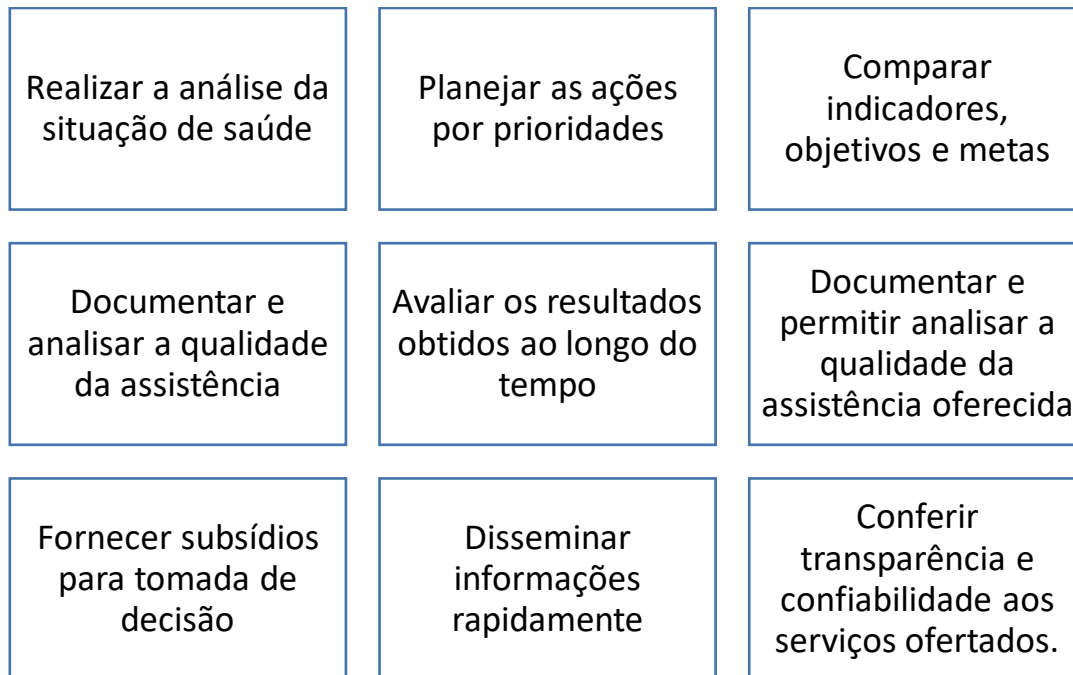 Realizar a análise da
situação de saúde
Planejar as ações
por prioridades
Comparar
indicadores,
objetivos e metas
Documentar e
analisar a qualidade
da assistência
Avaliar os resultados
obtidos ao longo do
tempo
Documentar e
permitir analisar a
qualidade da
assistência oferecida
Fornecer subsídios
para tomada de
decisão
Disseminar
informações
rapidamente
Conferir
transparência e
confiabilidade aos
serviços ofertados.